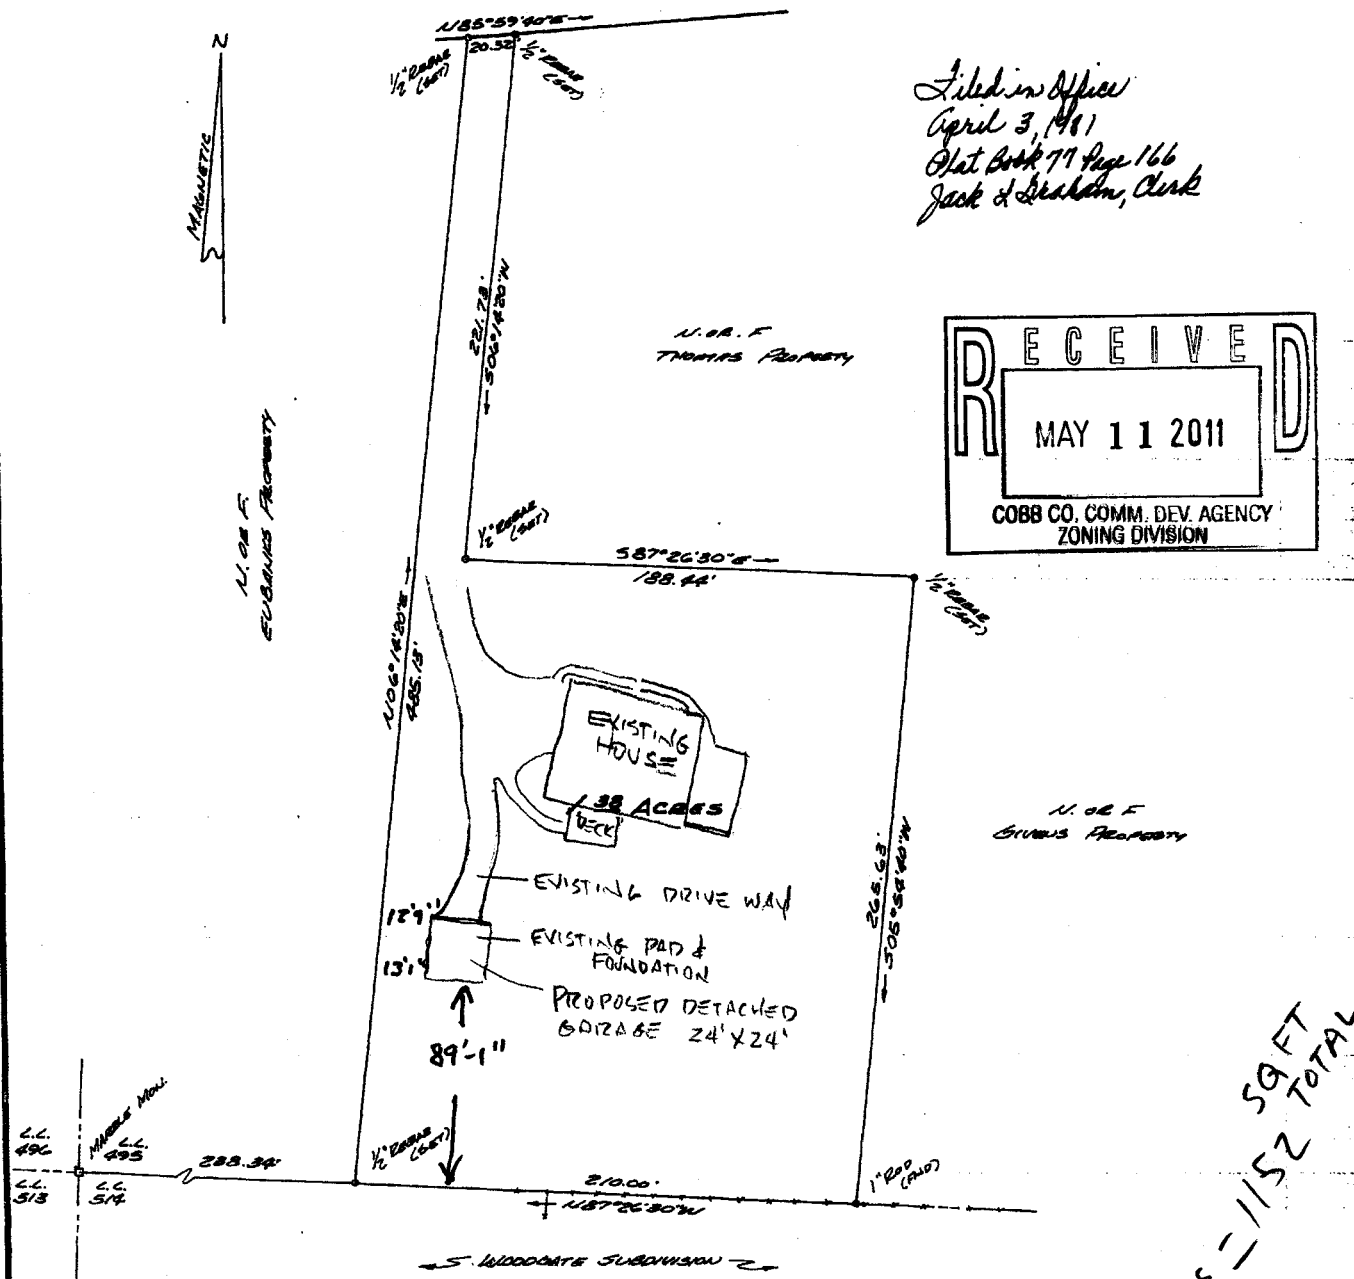 N85°59'40"E
20.52'
1/2" REBAR
(SET)
1/2" REBAR
(SET)
N
MAGNETIC
Filed in Office
April 3, 1981
Plat Book 77 Page 166
Jack L Graham, Clerk
221.73'
S06°14'20"W
N. OR. F
THOMAS PROPERTY
RECEIVED
MAY 11 2011
COBB CO. COMM. DEV. AGENCY
ZONING DIVISION
N. OR F.
EUBANKS PROPERTY
1/2" REBAR
(SET)
S87°26'30"E
188.44'
1/2" REBAR
(SET)
N06°14'20"E
485.13'
EXISTING
HOUSE
1.38 ACRES
DECK
N. OR F
GIVENS PROPERTY
265.63'
S05°54'40"W
EXISTING DRIVE WAY
12'9"
EXISTING PAD &
FOUNDATION
13'1"
PROPOSED DETACHED
GARAGE 24'X24'
89'-1"
SQ FT
TOTAL
= 1152
MARBLE MON.
L.L.
496
L.L.
495
L.L.
513
L.L.
514
238.34'
1/2" REBAR
(SET)
210.00'
N87°26'30"W
1" ROD
(FND)
WOODGATE SUBDIVISION